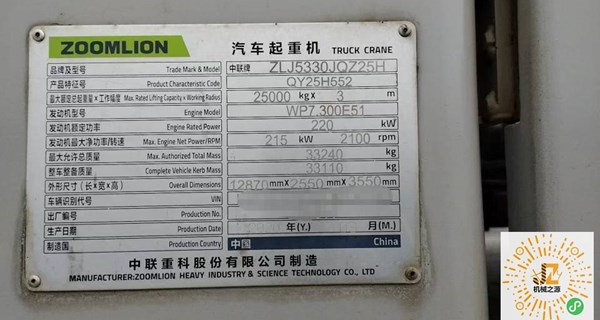 ZOOMLION 汽车起重机 TRUCK CRANE
品牌及型号 Trade Mark & Model 中联牌 ZLJ5330JQZ25H
产品特征代号 Product Characteristic Code QY25H552
最大额定总起重量×工作幅度 Max. Rated Lifting Capacity × Working Radius 25000 kg× 3 m
发动机型号 Engine Model WP7.300E51
发动机额定功率 Engine Rated Power 220 kW
发动机最大净功率/转速 Max. Engine Net Power/RPM 215 kW 2100 rpm
最大允许总质量 Max. Authorized Total Mass 33240 kg
整车整备质量 Complete Vehicle Kerb Mass 33110 kg
外形尺寸(长×宽×高) Overall Dimensions 12870mm×2550mm×3550mm
车辆识别代号 VIN
出厂编号 Production No.
生产日期 Production Date 年(Y.) 月(M.)
制造国 Production Country 中国 China
中联重科股份有限公司制造
MANUFACTURER:ZOOMLION HEAVY INDUSTRY & SCIENCE TECHNOLOGY CO., LTD
机械之源